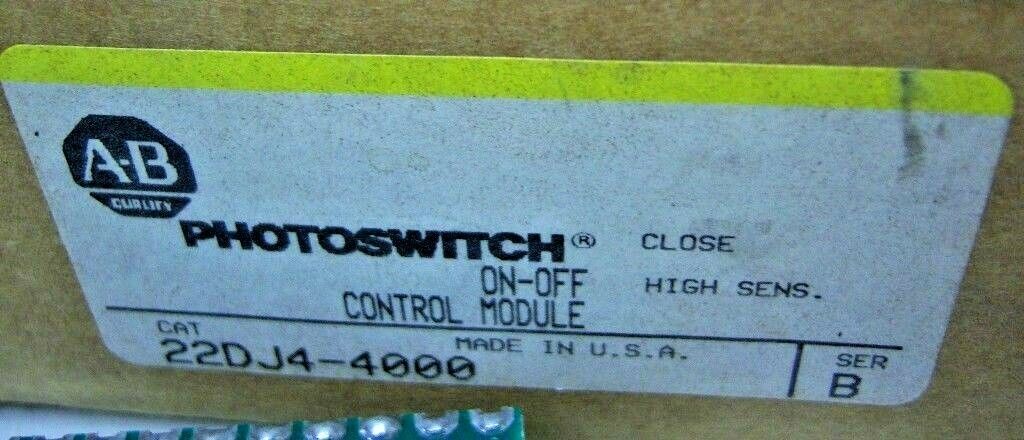 A-B
QUALITY
PHOTOSWITCH® CLOSE
ON-OFF HIGH SENS.
CONTROL MODULE
CAT MADE IN U.S.A. SER
22DJ4-4000 B